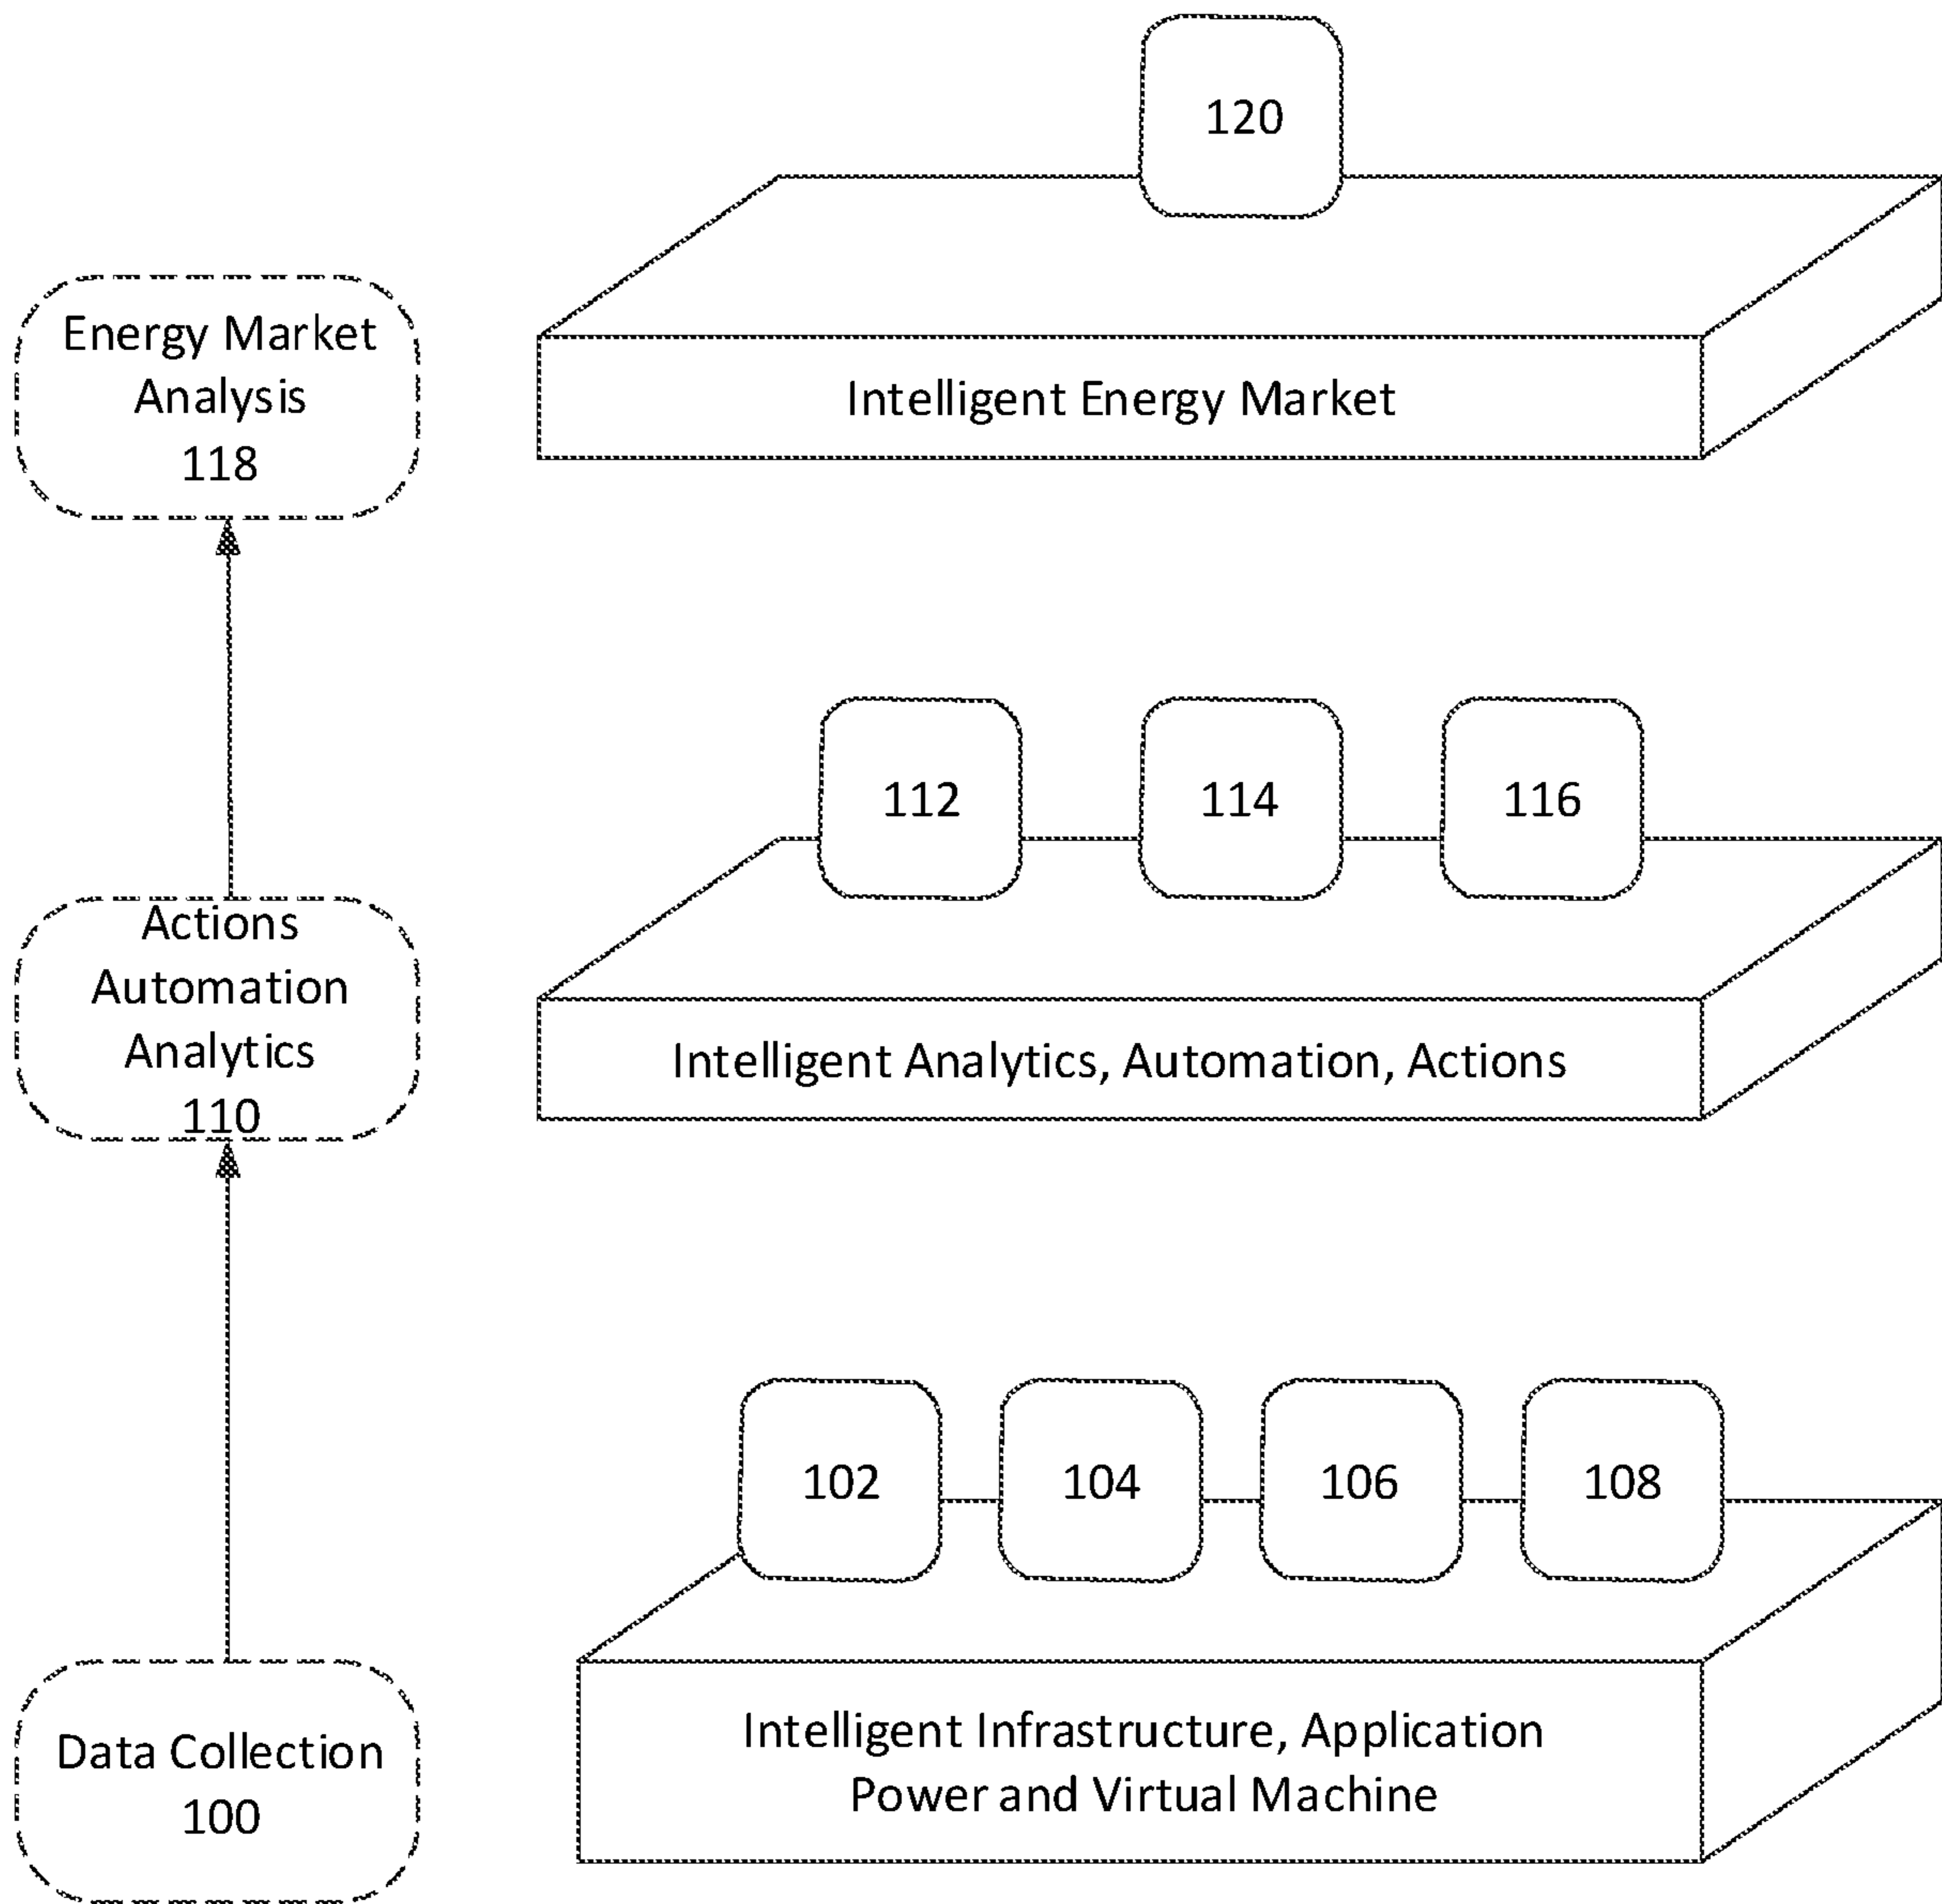 120
Energy Market
Analysis
118
Intelligent Energy Market
112
114
116
Actions
Automation
Analytics
110
Intelligent Analytics, Automation, Actions
102
104
106
108
Data Collection
100
Intelligent Infrastructure, Application
Power and Virtual Machine